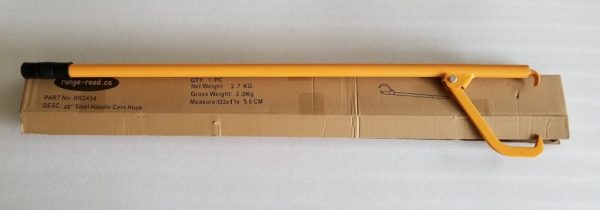 range-road.ca
PART No: RR2434
DESC: 48" Steel Handle Cant Hook
QTY: 1 PC
Net Weight: 2.7 KG
Gross Weight: 3.0Kg
Measure:123x11x 5.5 CM